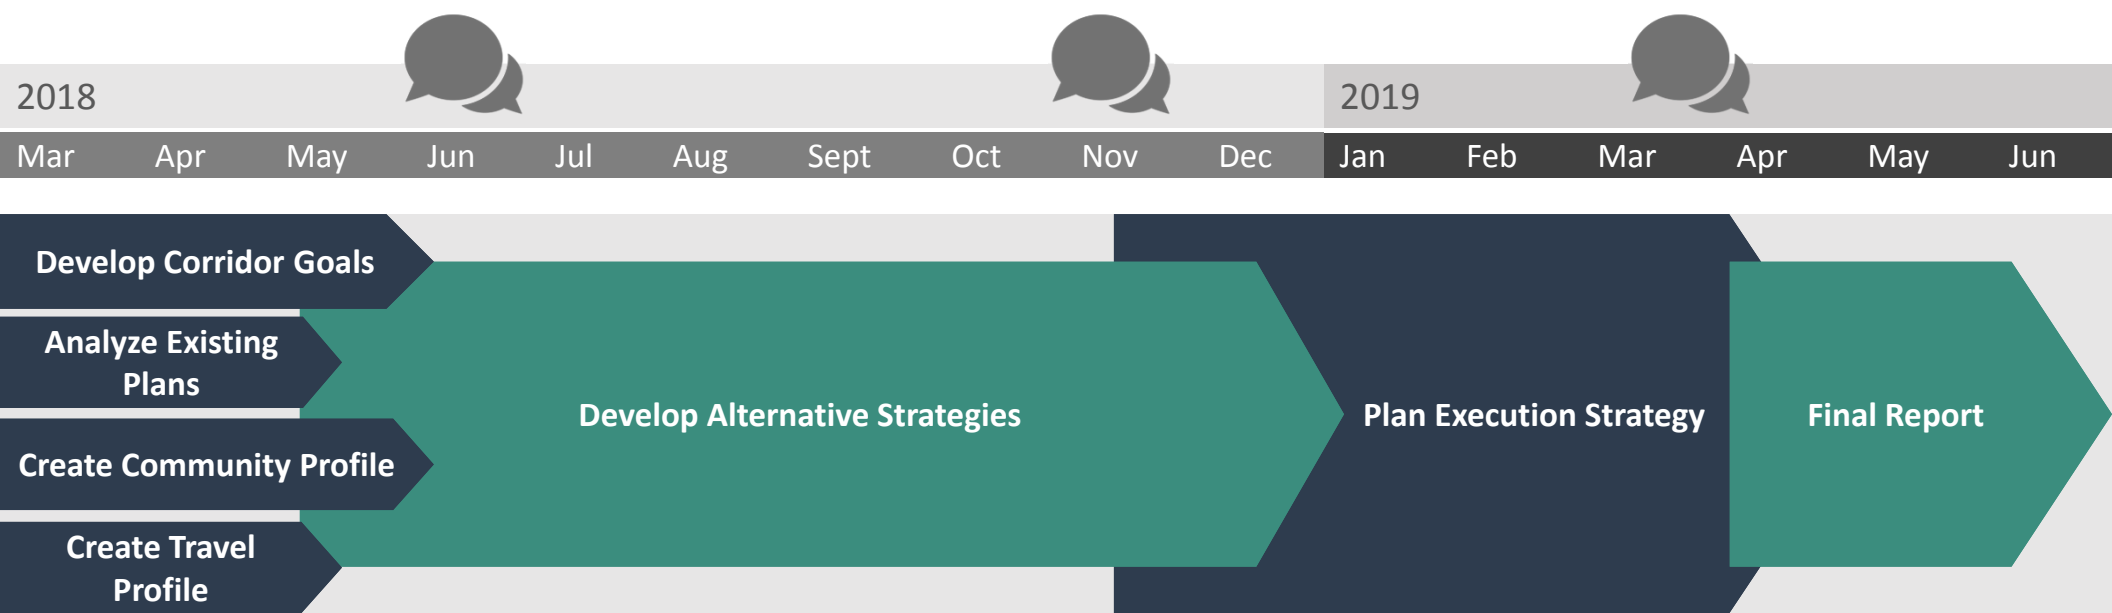 2018
2019
Mar Apr May Jun Jul Aug Sept Oct Nov Dec Jan Feb Mar Apr May Jun
Develop Corridor Goals
Analyze Existing
Plans
Create Community Profile
Create Travel
Profile
Develop Alternative Strategies
Plan Execution Strategy
Final Report